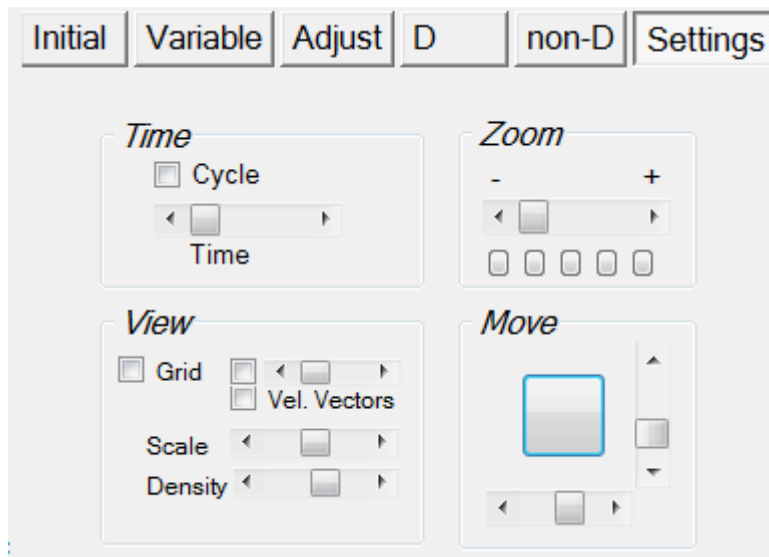 Initial Variable Adjust D non-D Settings
Time
Cycle
Time
Zoom
- +
View
Grid
Vel. Vectors
Scale
Density
Move